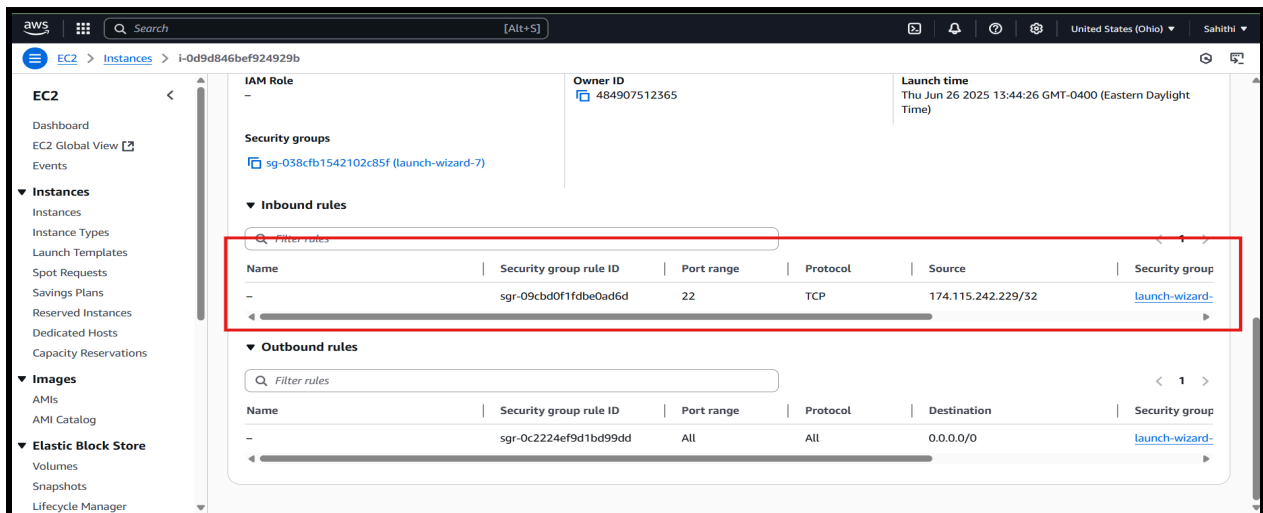 aws Search [Alt+S] United States (Ohio) Sahithi
EC2 > Instances > i-0d9d846bef924929b
EC2
Dashboard
EC2 Global View
Events
Instances
Instances
Instance Types
Launch Templates
Spot Requests
Savings Plans
Reserved Instances
Dedicated Hosts
Capacity Reservations
Images
AMIs
AMI Catalog
Elastic Block Store
Volumes
Snapshots
Lifecycle Manager
IAM Role Owner ID Launch time
– 484907512365 Thu Jun 26 2025 13:44:26 GMT-0400 (Eastern Daylight
Time)
Security groups
sg-038cfb1542102c85f (launch-wizard-7)
Inbound rules
Filter rules < 1 >
Name Security group rule ID Port range Protocol Source Security group
– sgr-09cbd0f1fdbe0ad6d 22 TCP 174.115.242.229/32 launch-wizard-
Outbound rules
Filter rules < 1 >
Name Security group rule ID Port range Protocol Destination Security group
– sgr-0c2224ef9d1bd99dd All All 0.0.0.0/0 launch-wizard-